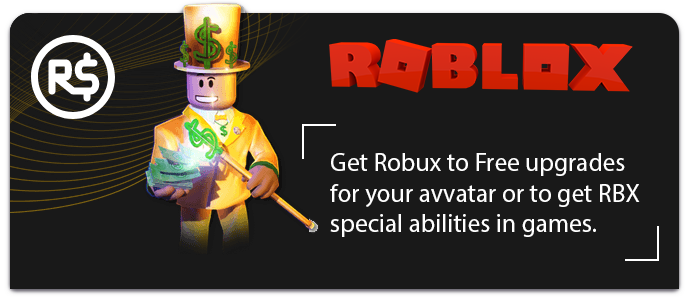 R$
ROBLOX
Get Robux to Free upgrades
for your avvatar or to get RBX
special abilities in games.